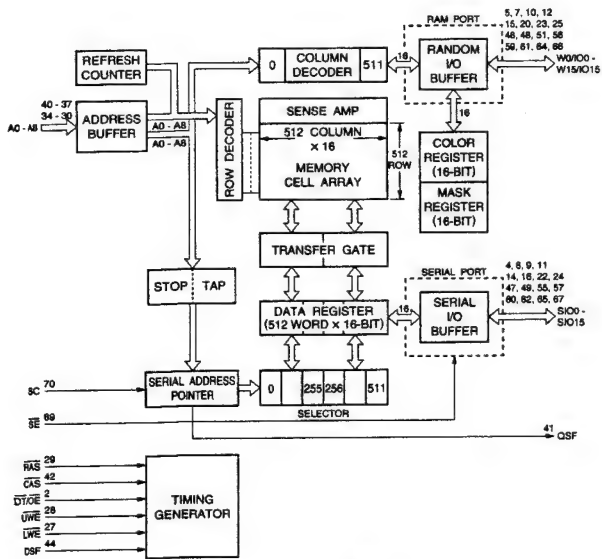 RAM PORT
5, 7, 10, 12
15, 20, 23, 25
46, 48, 51, 56
59, 61, 64, 66
REFRESH
COUNTER
0
COLUMN
DECODER
511
16
RANDOM
I/O
BUFFER
W0/IO0 -
W15/IO15
40 - 37
34 - 30
A0 - A8
ADDRESS
BUFFER
A0 - A8
A0 - A8
ROW DECODER
SENSE AMP
512 COLUMN
× 16
MEMORY
CELL ARRAY
512
ROW
16
COLOR
REGISTER
(16-BIT)
MASK
REGISTER
(16-BIT)
TRANSFER GATE
STOP
TAP
SERIAL PORT
4, 8, 9, 11
14, 16, 22, 24
47, 49, 55, 57
60, 62, 65, 67
DATA REGISTER
(512 WORD × 16-BIT)
16
SERIAL
I/O
BUFFER
SIO0 -
SIO15
SC
70
SERIAL ADDRESS
POINTER
0
255
256
511
SELECTOR
SE
69
41
QSF
RAS
29
CAS
42
DT/OE
2
UWE
28
LWE
27
DSF
44
TIMING
GENERATOR